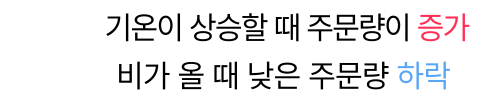 기온이 상승할 때 주문량이 증가
비가 올 때 낮은 주문량 하락